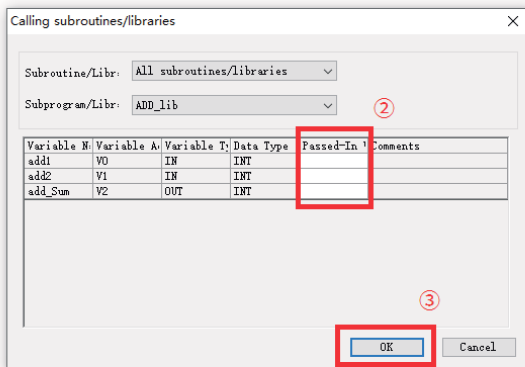 Calling subroutines/libraries
Subroutine/Libr: All subroutines/libraries
Subprogram/Libr: ADD_lib
②
Variable N Variable A Variable T Data Type Passed-In V Comments
add1 V0 IN INT
add2 V1 IN INT
add_Sum V2 OUT INT
③
OK Cancel